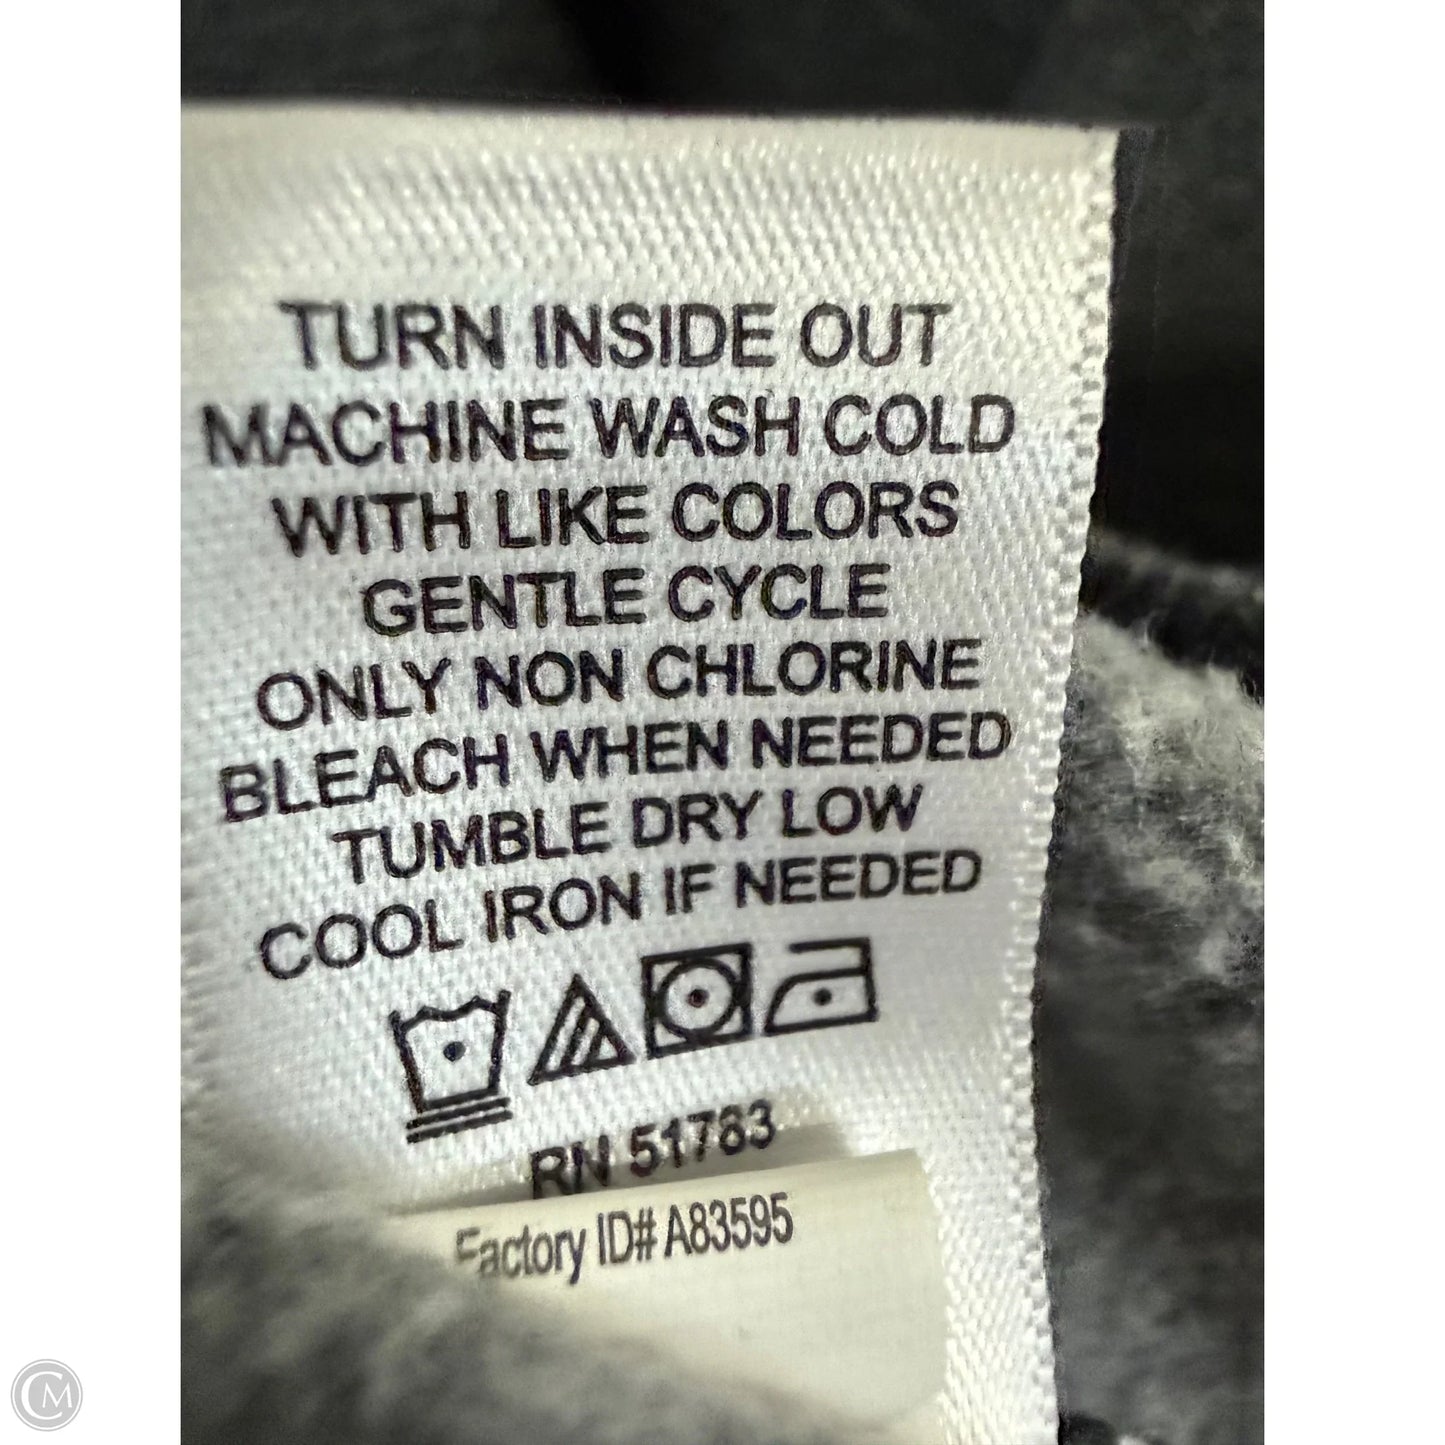 TURN INSIDE OUT
MACHINE WASH COLD
WITH LIKE COLORS
GENTLE CYCLE
ONLY NON CHLORINE
BLEACH WHEN NEEDED
TUMBLE DRY LOW
COOL IRON IF NEEDED
RN 51783
Factory ID# A83595
CM